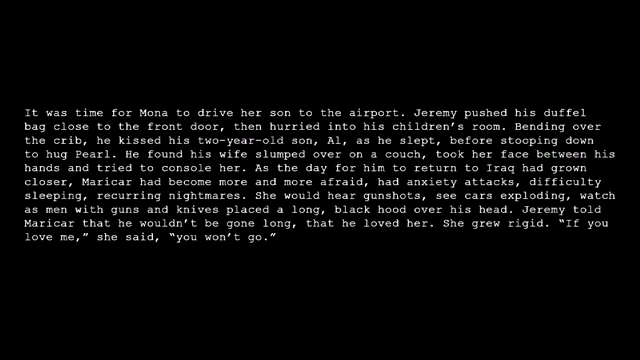 It was time for Mona to drive her son to the airport. Jeremy pushed his duffel
bag close to the front door, then hurried into his children’s room. Bending over
the crib, he kissed his two-year-old son, Al, as he slept, before stooping down
to hug Pearl. He found his wife slumped over on a couch, took her face between his
hands and tried to console her. As the day for him to return to Iraq had grown
closer, Maricar had become more and more afraid, had anxiety attacks, difficulty
sleeping, recurring nightmares. She would hear gunshots, see cars exploding, watch
as men with guns and knives placed a long, black hood over his head. Jeremy told
Maricar that he wouldn’t be gone long, that he loved her. She grew rigid. “If you
love me,” she said, “you won’t go.”